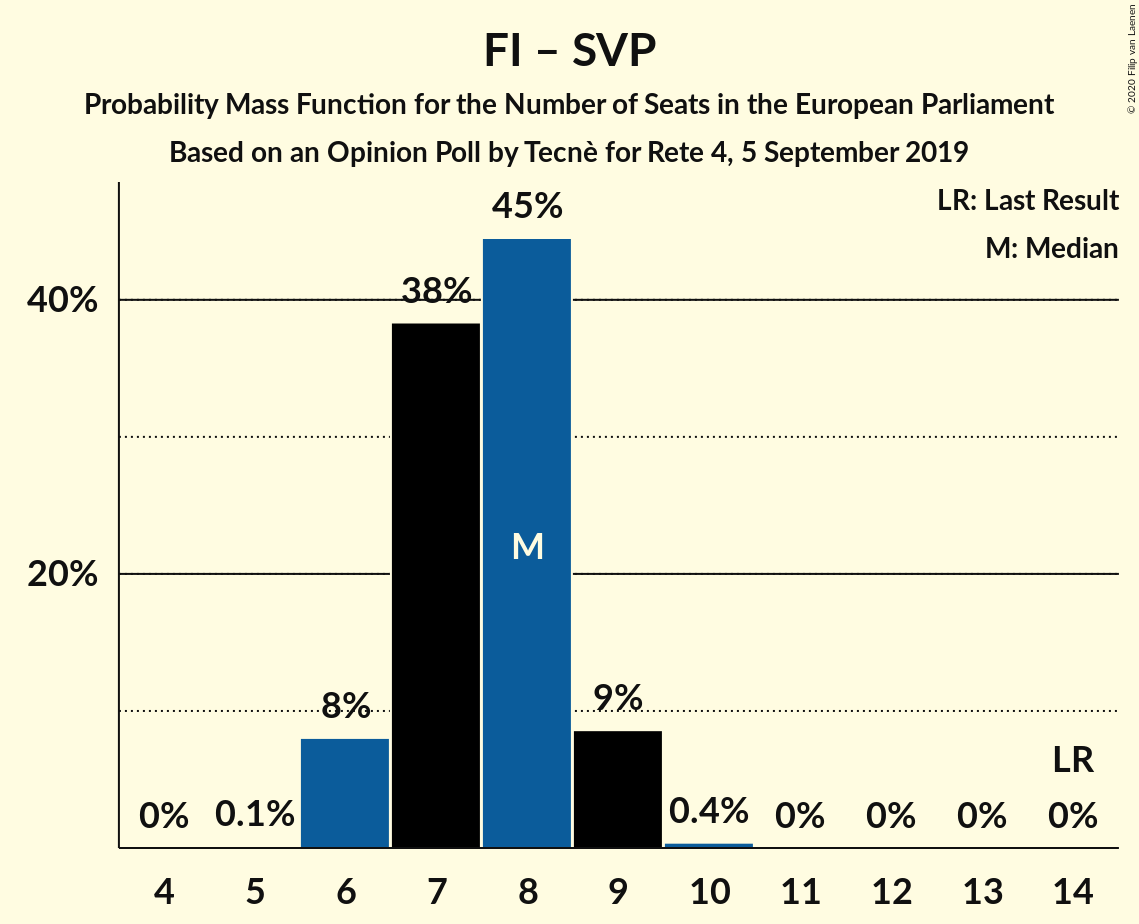 FI – SVP
Probability Mass Function for the Number of Seats in the European Parliament
Based on an Opinion Poll by Tecnè for Rete 4, 5 September 2019
© 2020 Filip van Laenen
LR: Last Result
M: Median
40%
20%
0%
0.1%
8%
38%
45%
M
9%
0.4%
0%
0%
0%
LR
0%
4 5 6 7 8 9 10 11 12 13 14